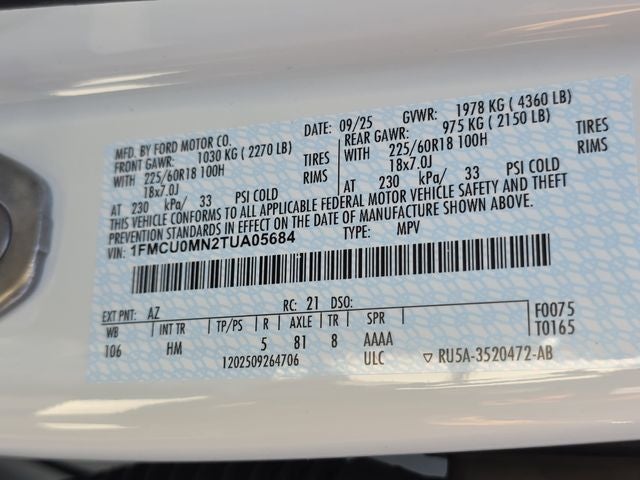 MFD. BY FORD MOTOR CO. DATE: 09/25 GVWR: 1978 KG ( 4360 LB)
FRONT GAWR: 1030 KG ( 2270 LB) REAR GAWR: 975 KG ( 2150 LB)
WITH 225/60R18 100H TIRES WITH 225/60R18 100H TIRES
18x7.0J RIMS 18x7.0J RIMS
AT 230 kPa/ 33 PSI COLD AT 230 kPa/ 33 PSI COLD
THIS VEHICLE CONFORMS TO ALL APPLICABLE FEDERAL MOTOR VEHICLE SAFETY AND THEFT
PREVENTION STANDARDS IN EFFECT ON THE DATE OF MANUFACTURE SHOWN ABOVE.
VIN: 1FMCU0MN2TUA05684 TYPE: MPV
EXT PNT: AZ RC: 21 DSO: F0075
WB INT TR TP/PS R AXLE TR SPR T0165
106 HM 5 81 8 AAAA
1202509264706 ULC ▽ RU5A-3520472-AB